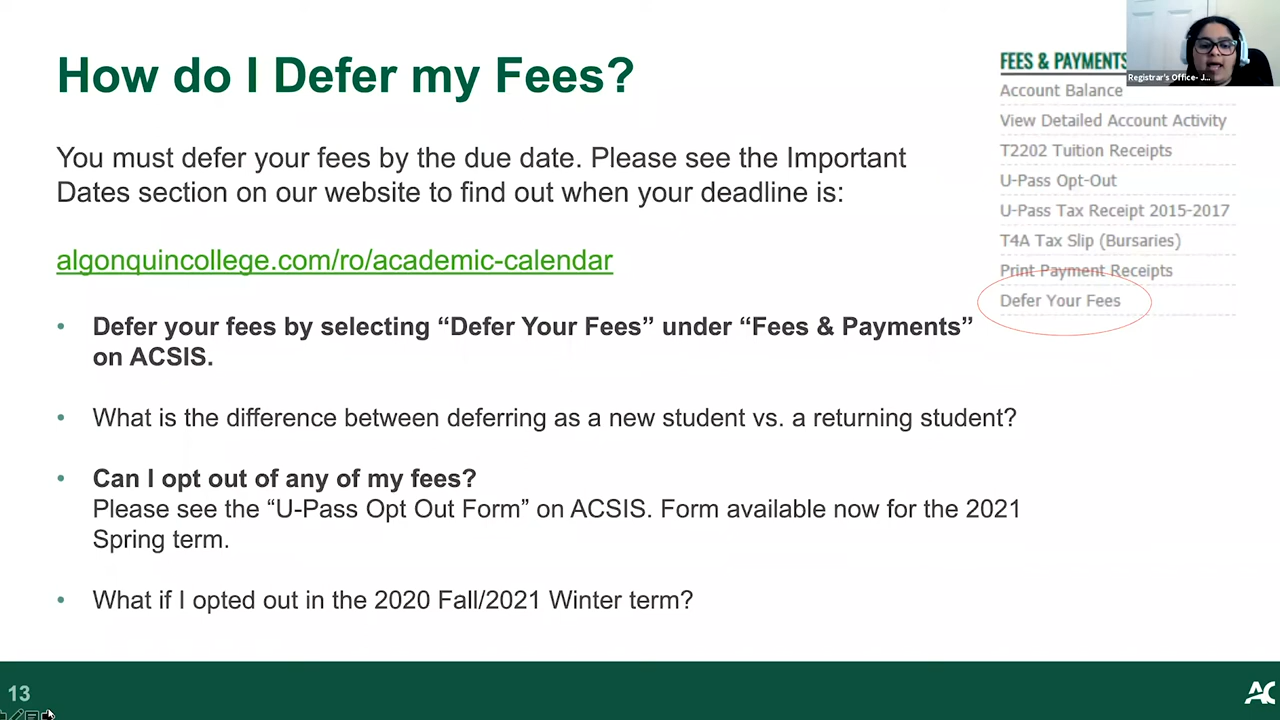 How do I Defer my Fees?
You must defer your fees by the due date. Please see the Important
Dates section on our website to find out when your deadline is:
algonquincollege.com/ro/academic-calendar
• Defer your fees by selecting “Defer Your Fees” under “Fees & Payments”
on ACSIS.
• What is the difference between deferring as a new student vs. a returning student?
• Can I opt out of any of my fees?
Please see the “U-Pass Opt Out Form” on ACSIS. Form available now for the 2021
Spring term.
• What if I opted out in the 2020 Fall/2021 Winter term?
FEES & PAYMENTS
Account Balance
View Detailed Account Activity
T2202 Tuition Receipts
U-Pass Opt-Out
U-Pass Tax Receipt 2015-2017
T4A Tax Slip (Bursaries)
Print Payment Receipts
Defer Your Fees
Registrar's Office- J...
13
AC